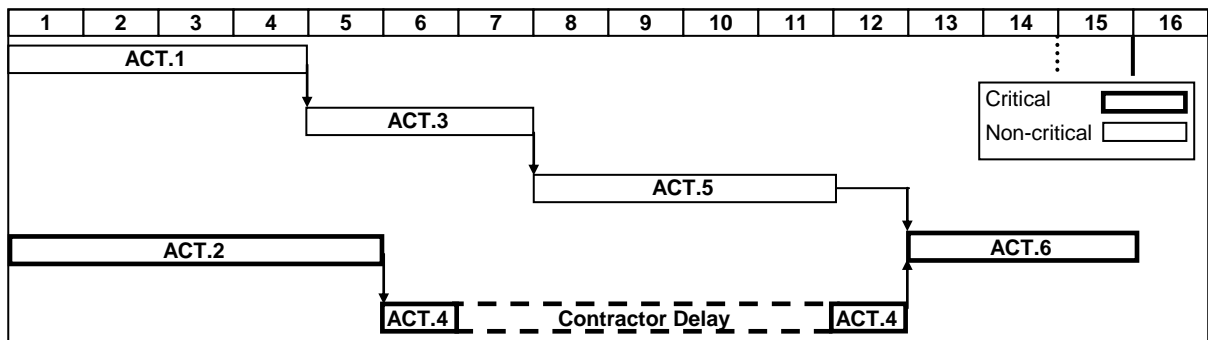 1 2 3 4 5 6 7 8 9 10 11 12 13 14 15 16
ACT.1
Critical
ACT.3
Non-critical
ACT.5
ACT.2
ACT.6
ACT.4 Contractor Delay ACT.4